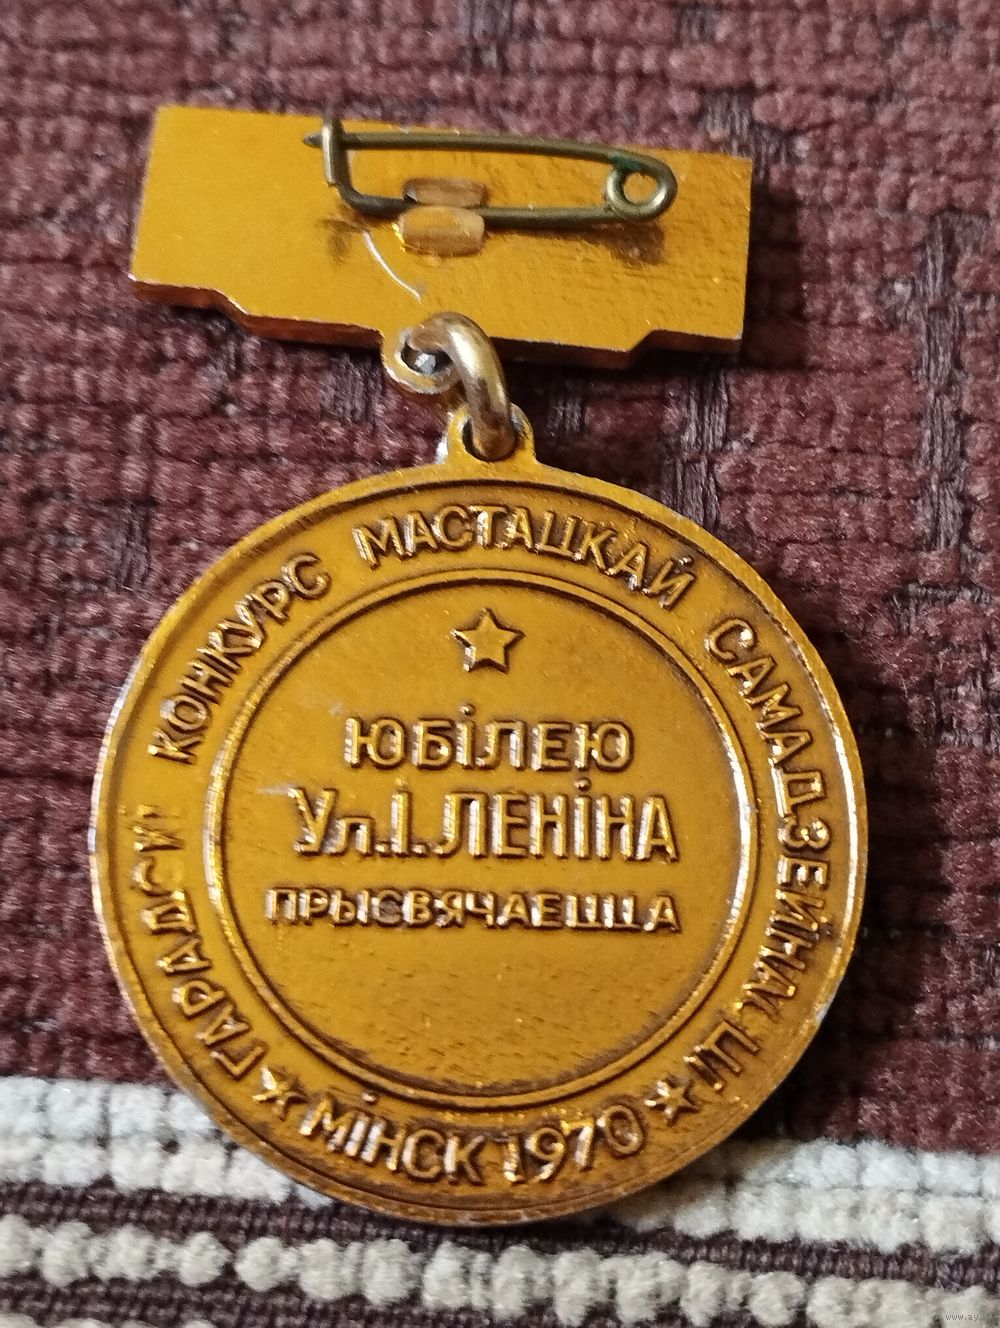 ГАРАДСКІ КОНКУРС МАСТАЦКАЙ САМАДЗЕЙНАСЦІ
ЮБІЛЕЮ
Ул.І.ЛЕНІНА
ПРЫСВЯЧАЕЦЦА
★ МІНСК 1970 ★